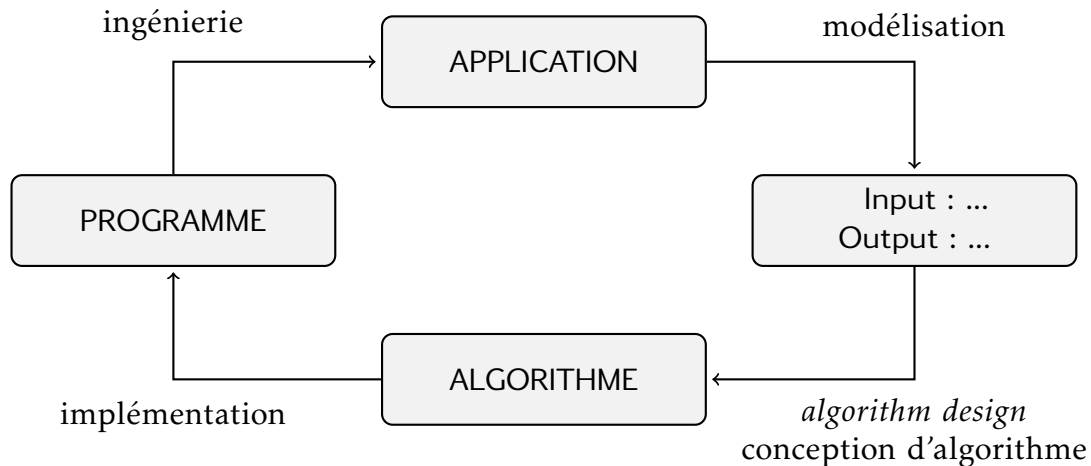 ingénierie
APPLICATION
modélisation
PROGRAMME
Input : ...
Output : ...
ALGORITHME
implémentation
algorithm design
conception d'algorithme